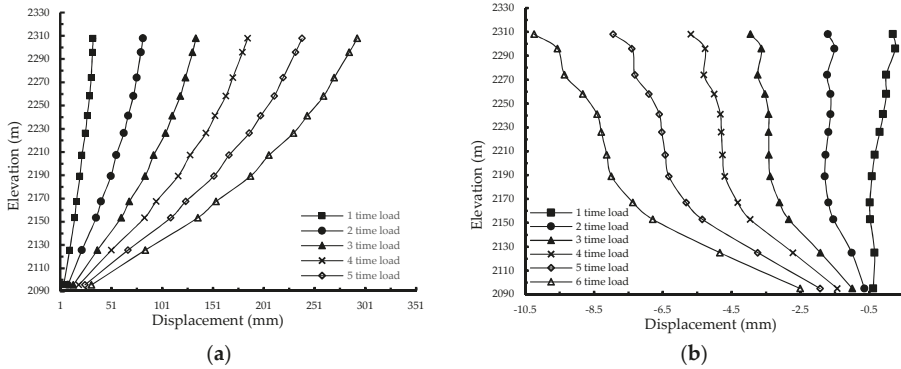 2330
2310
2290
2270
2250
2230
2210
2190
2170
2150
2130
2110
2090
Elevation (m)
1 51 101 151 201 251 301 351
Displacement (mm)
1 time load
2 time load
3 time load
4 time load
5 time load
(a)
2330
2310
2290
2270
2250
2230
2210
2190
2170
2150
2130
2110
2090
Elevation (m)
-10.5 -8.5 -6.5 -4.5 -2.5 -0.5
Displacement (mm)
1 time load
2 time load
3 time load
4 time load
5 time load
6 time load
(b)